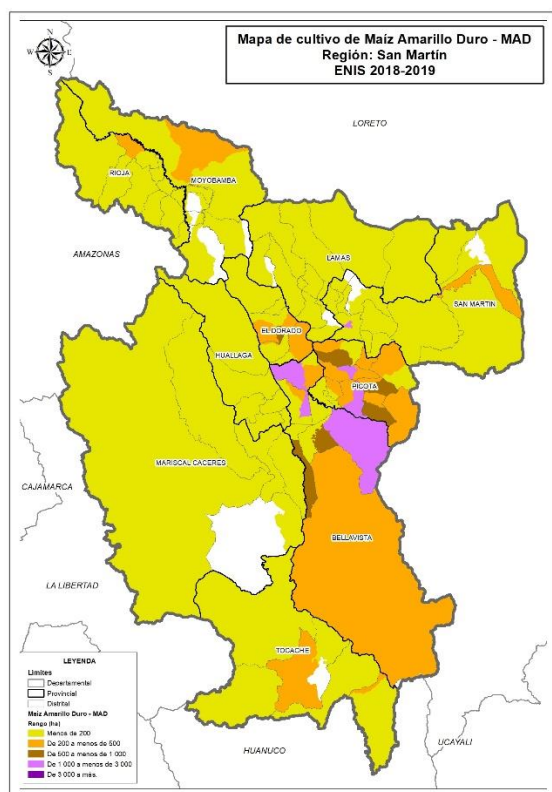 Mapa de cultivo de Maíz Amarillo Duro - MAD
Región: San Martín
ENIS 2018-2019
N
W
E
S
LORETO
RIOJA
MOYOBAMBA
AMAZONAS
LAMAS
SAN MARTIN
EL DORADO
HUALLAGA
PICOTA
MARISCAL CACERES
CAJAMARCA
BELLAVISTA
LA LIBERTAD
TOCACHE
HUANUCO
UCAYALI
LEYENDA
Límites
Departamental
Provincial
Distrital
Maíz Amarillo Duro - MAD
Rango (ha)
Menos de 200
De 200 a menos de 500
De 500 a menos de 1 000
De 1 000 a menos de 3 000
De 3 000 a más.